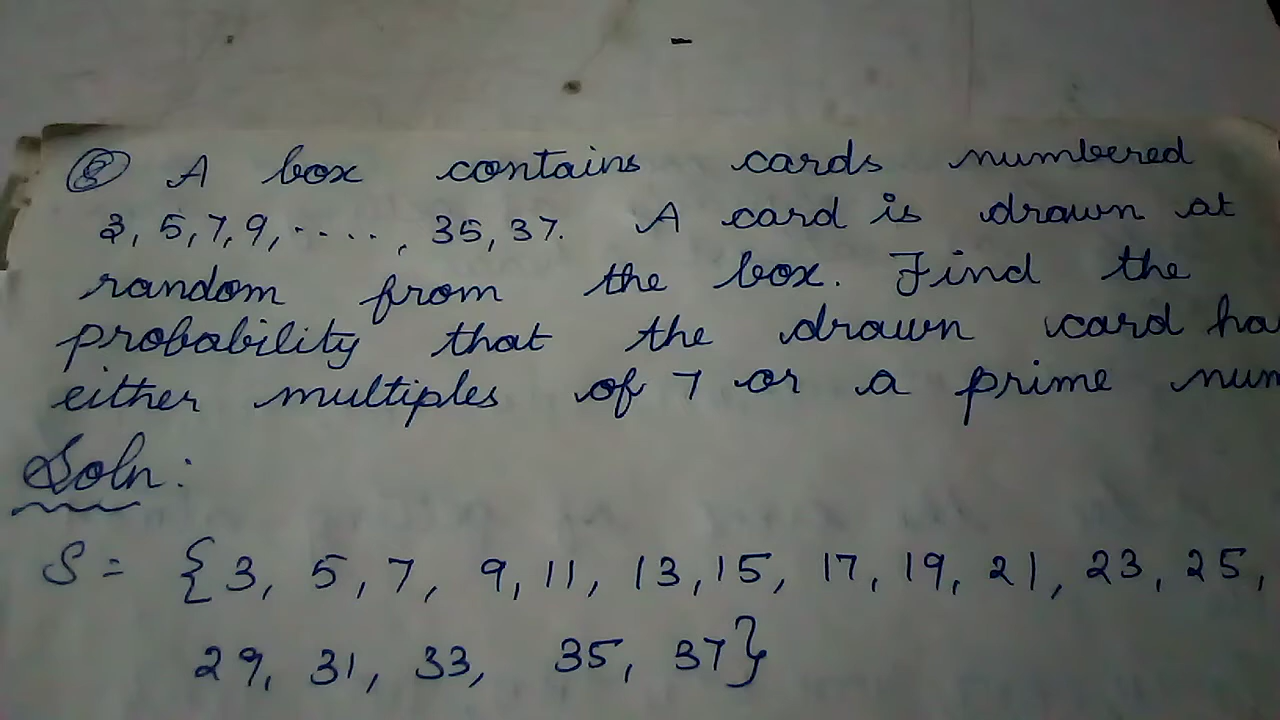 8 A box contains cards numbered
3, 5, 7, 9, ....., 35, 37. A card is drawn at
random from the box. Find the
probability that the drawn card ha
either multiples of 7 or a prime num
Soln:
S = {3, 5, 7, 9, 11, 13, 15, 17, 19, 21, 23, 25,
29, 31, 33, 35, 37}